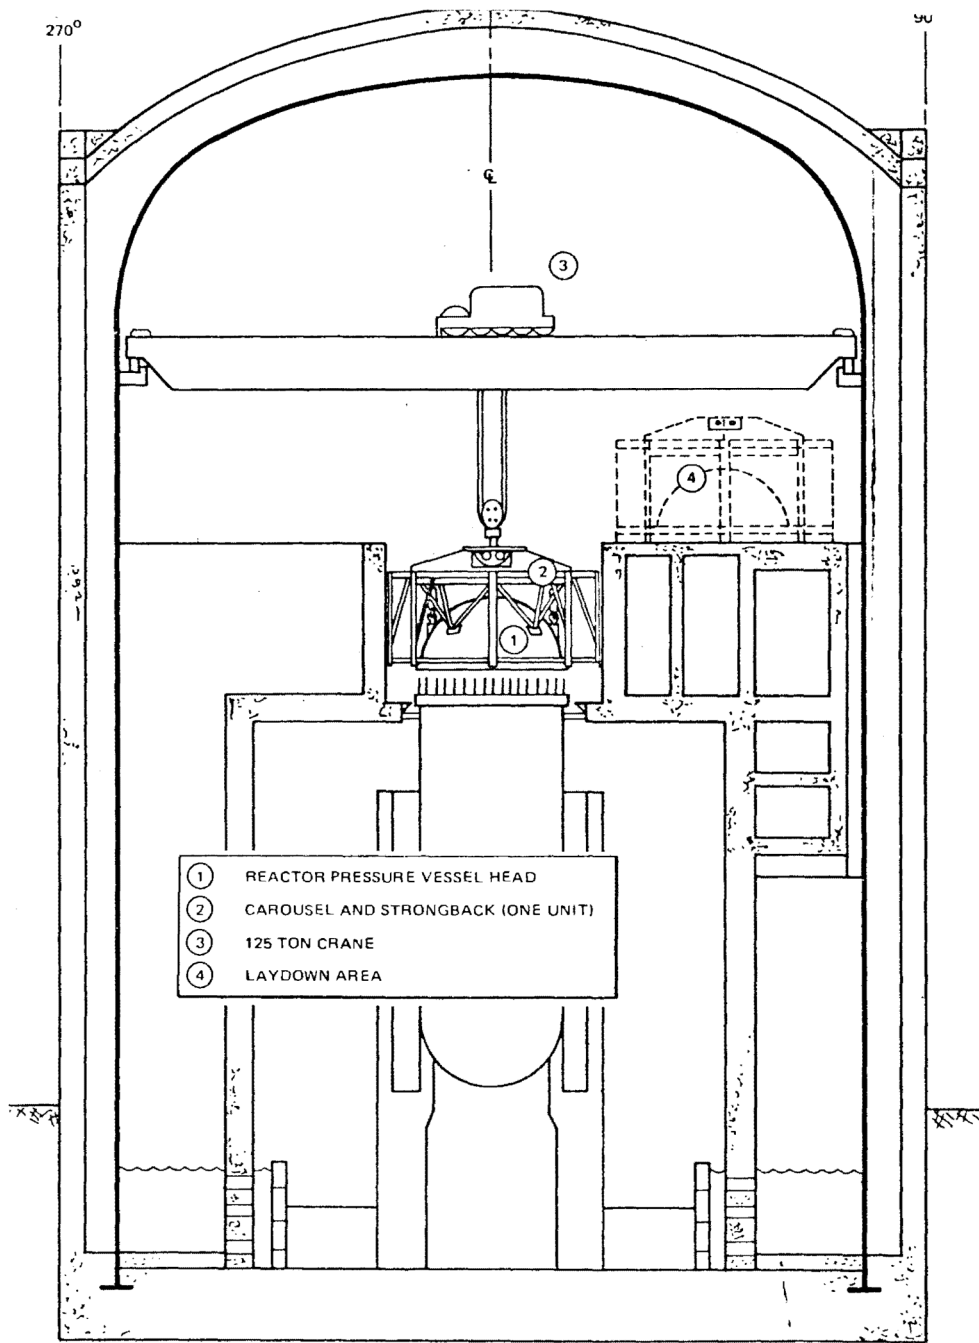 270°
90
℄
3
4
2
1
1 REACTOR PRESSURE VESSEL HEAD
2 CAROUSEL AND STRONGBACK (ONE UNIT)
3 125 TON CRANE
4 LAYDOWN AREA